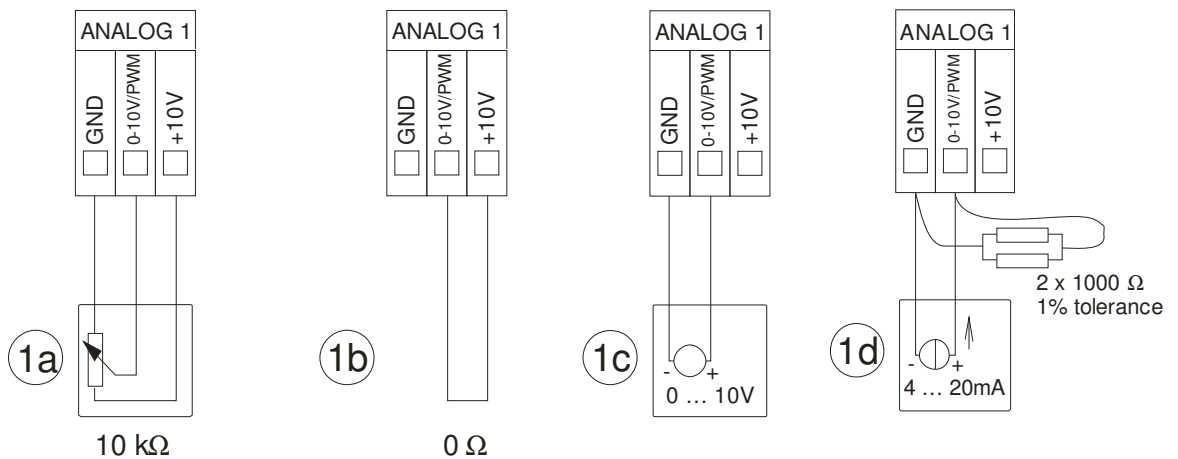 ANALOG 1
GND
0-10V/PWM
+10V
1a
10 kΩ
ANALOG 1
GND
0-10V/PWM
+10V
1b
0 Ω
ANALOG 1
GND
0-10V/PWM
+10V
1c
- +
0 … 10V
ANALOG 1
GND
0-10V/PWM
+10V
2 x 1000 Ω
1% tolerance
1d
- +
4 … 20mA